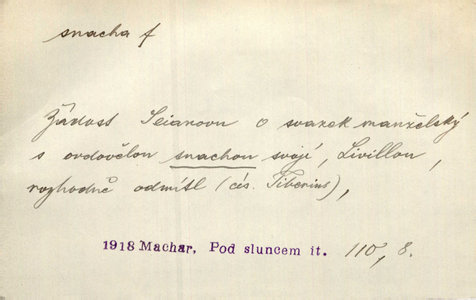 snacha f
Žádost Seianovu o svazek manželský
s ovdovělou snachou svojí, Livillou,
rozhodně odmítl (cís. Tiberius),
1918 Machar, Pod sluncem it. 110, 8.